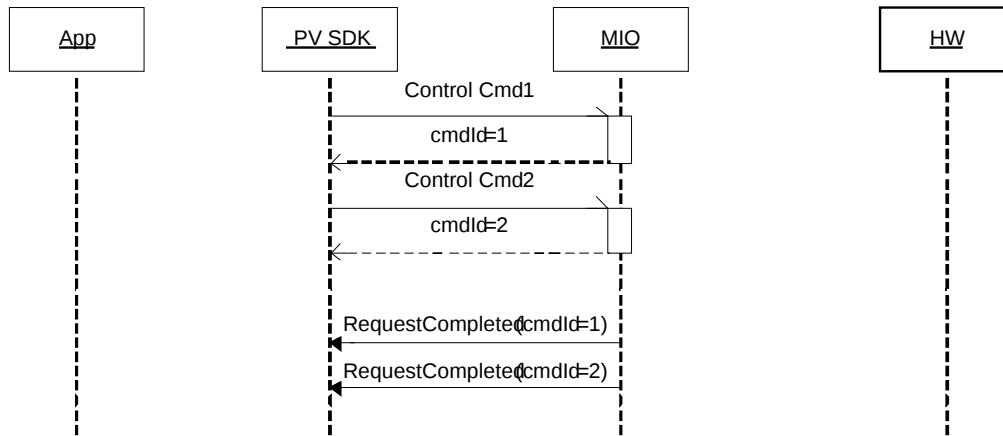 App
PV SDK
MIO
HW
Control Cmd1
cmdId=1
Control Cmd2
cmdId=2
RequestCompleted(cmdId=1)
RequestCompleted(cmdId=2)